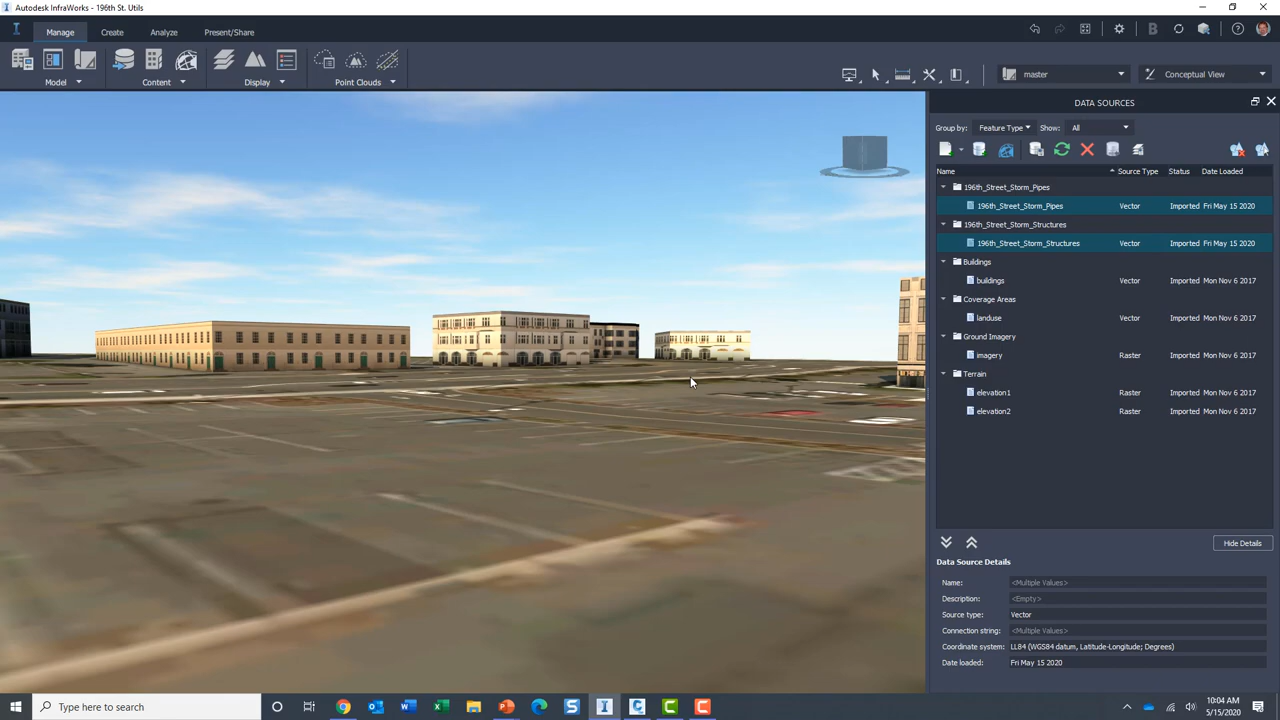 Autodesk InfraWorks - 196th St. Utils
Manage
Create
Analyze
Present/Share
Model
Content
Display
Point Clouds
master
Conceptual View
DATA SOURCES
Group by:
Feature Type
Show:
All
Name
Source Type
Status
Date Loaded
196th_Street_Storm_Pipes
196th_Street_Storm_Pipes Vector Imported Fri May 15 2020
196th_Street_Storm_Structures
196th_Street_Storm_Structures Vector Imported Fri May 15 2020
Buildings
buildings Vector Imported Mon Nov 6 2017
Coverage Areas
landuse Vector Imported Mon Nov 6 2017
Ground Imagery
imagery Raster Imported Mon Nov 6 2017
Terrain
elevation1 Raster Imported Mon Nov 6 2017
elevation2 Raster Imported Mon Nov 6 2017
Hide Details
Data Source Details
Name: <Multiple Values>
Description: <Empty>
Source type: Vector
Connection string: <Multiple Values>
Coordinate system: LL84 (WGS84 datum, Latitude-Longitude; Degrees)
Date loaded: Fri May 15 2020
Type here to search
10:04 AM
5/15/2020